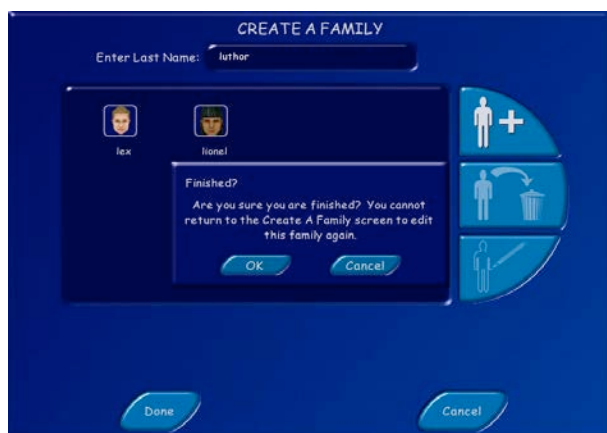 CREATE A FAMILY
Enter Last Name: luthor
lex lionel
Finished?
Are you sure you are finished? You cannot
return to the Create A Family screen to edit
this family again.
OK Cancel
Done Cancel